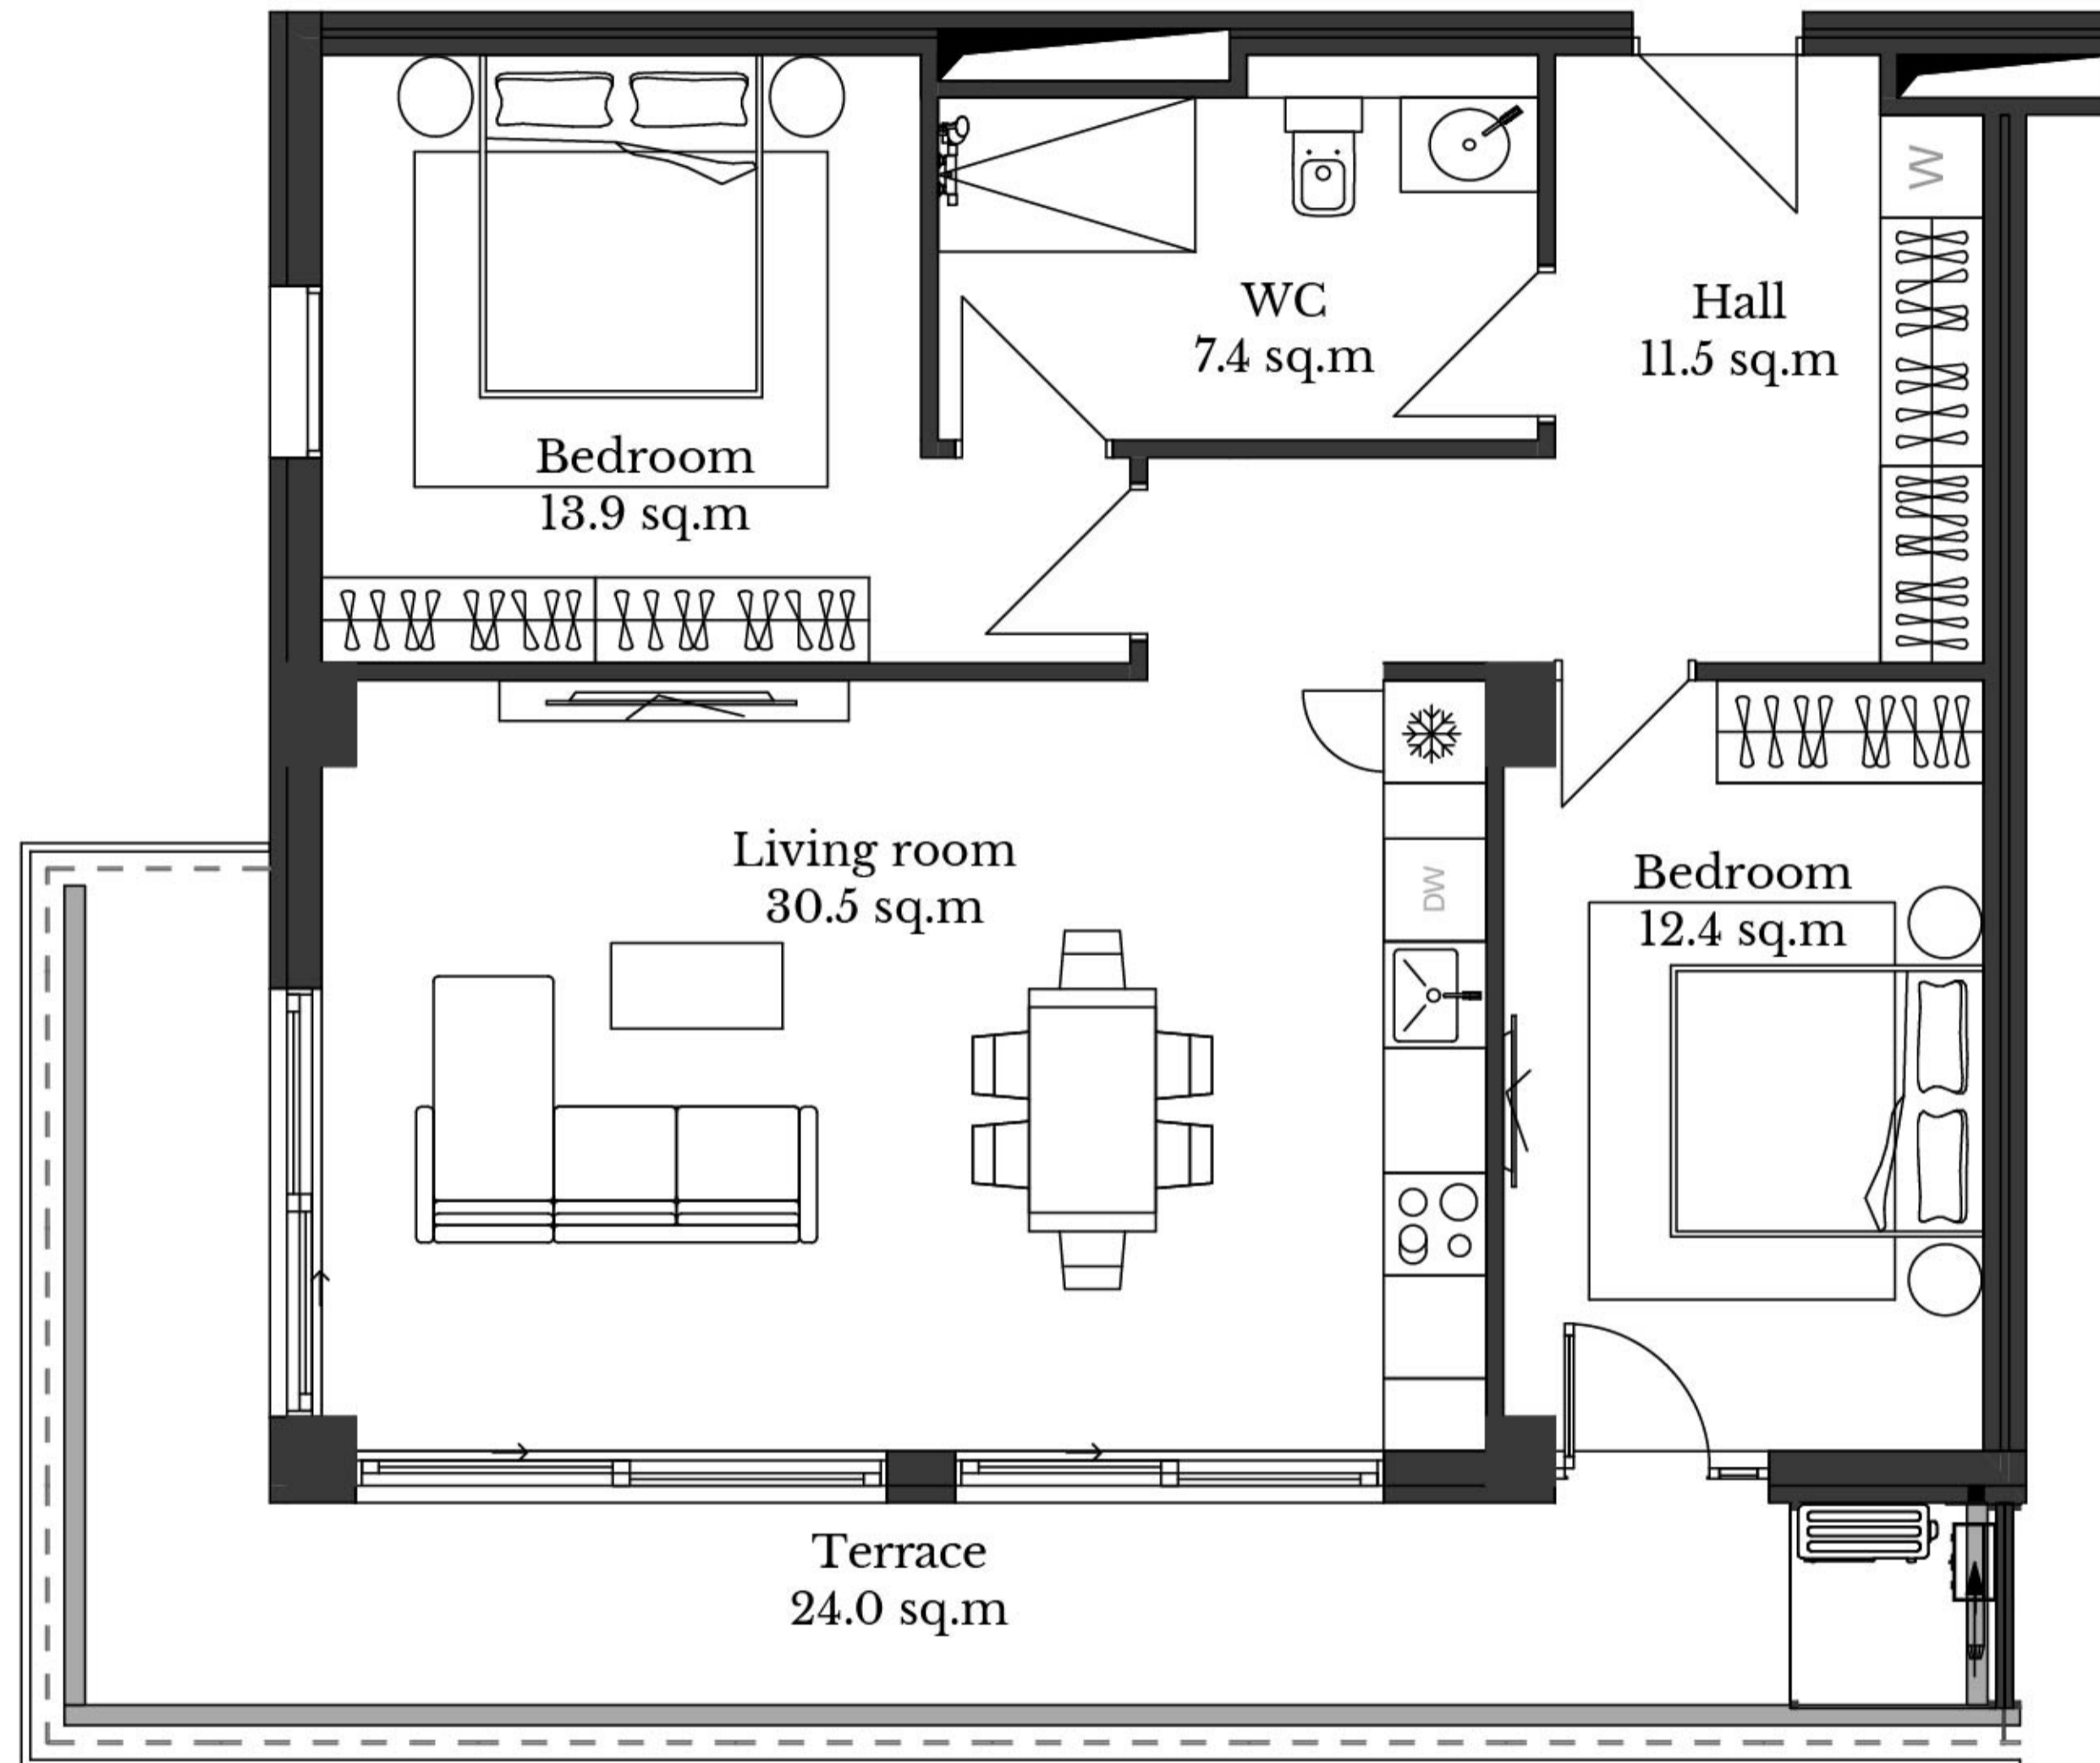 W
WC
7.4 sq.m
Hall
11.5 sq.m
Bedroom
13.9 sq.m
Living room
30.5 sq.m
DW
Bedroom
12.4 sq.m
Terrace
24.0 sq.m